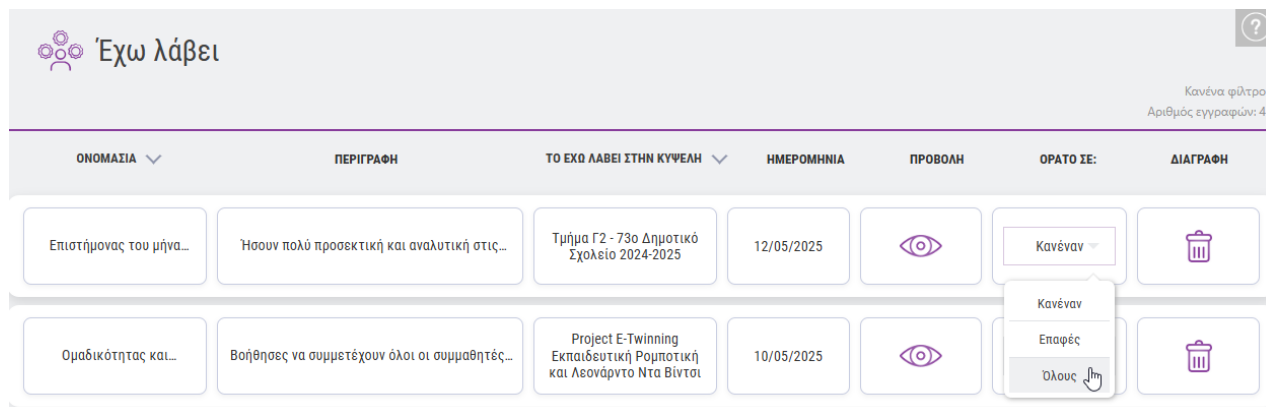 Έχω λάβει
?
Κανένα φίλτρο
Αριθμός εγγραφών: 4
ΟΝΟΜΑΣΙΑ ΠΕΡΙΓΡΑΦΗ ΤΟ ΕΧΩ ΛΑΒΕΙ ΣΤΗΝ ΚΥΨΕΛΗ ΗΜΕΡΟΜΗΝΙΑ ΠΡΟΒΟΛΗ ΟΡΑΤΟ ΣΕ: ΔΙΑΓΡΑΦΗ
Επιστήμονας του μήνα...
Ήσουν πολύ προσεκτική και αναλυτική στις...
Τμήμα Γ2 - 73ο Δημοτικό
Σχολείο 2024-2025
12/05/2025
Κανέναν
Κανέναν
Επαφές
Όλους
Ομαδικότητας και...
Βοήθησες να συμμετέχουν όλοι οι συμμαθητές...
Project E-Twinning
Εκπαιδευτική Ρομποτική
και Λεονάρντο Ντα Βίντσι
10/05/2025